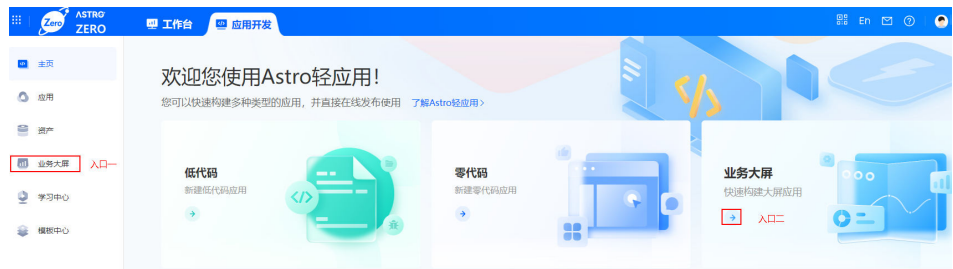 Zero
ASTRO
ZERO
工作台
应用开发
En
主页
应用
资产
业务大屏
入口一
学习中心
模板中心
欢迎您使用Astro轻应用！
您可以快速构建多种类型的应用，并直接在线发布使用 了解Astro轻应用>
低代码
新建低代码应用
零代码
新建零代码应用
业务大屏
快速构建大屏应用
入口二